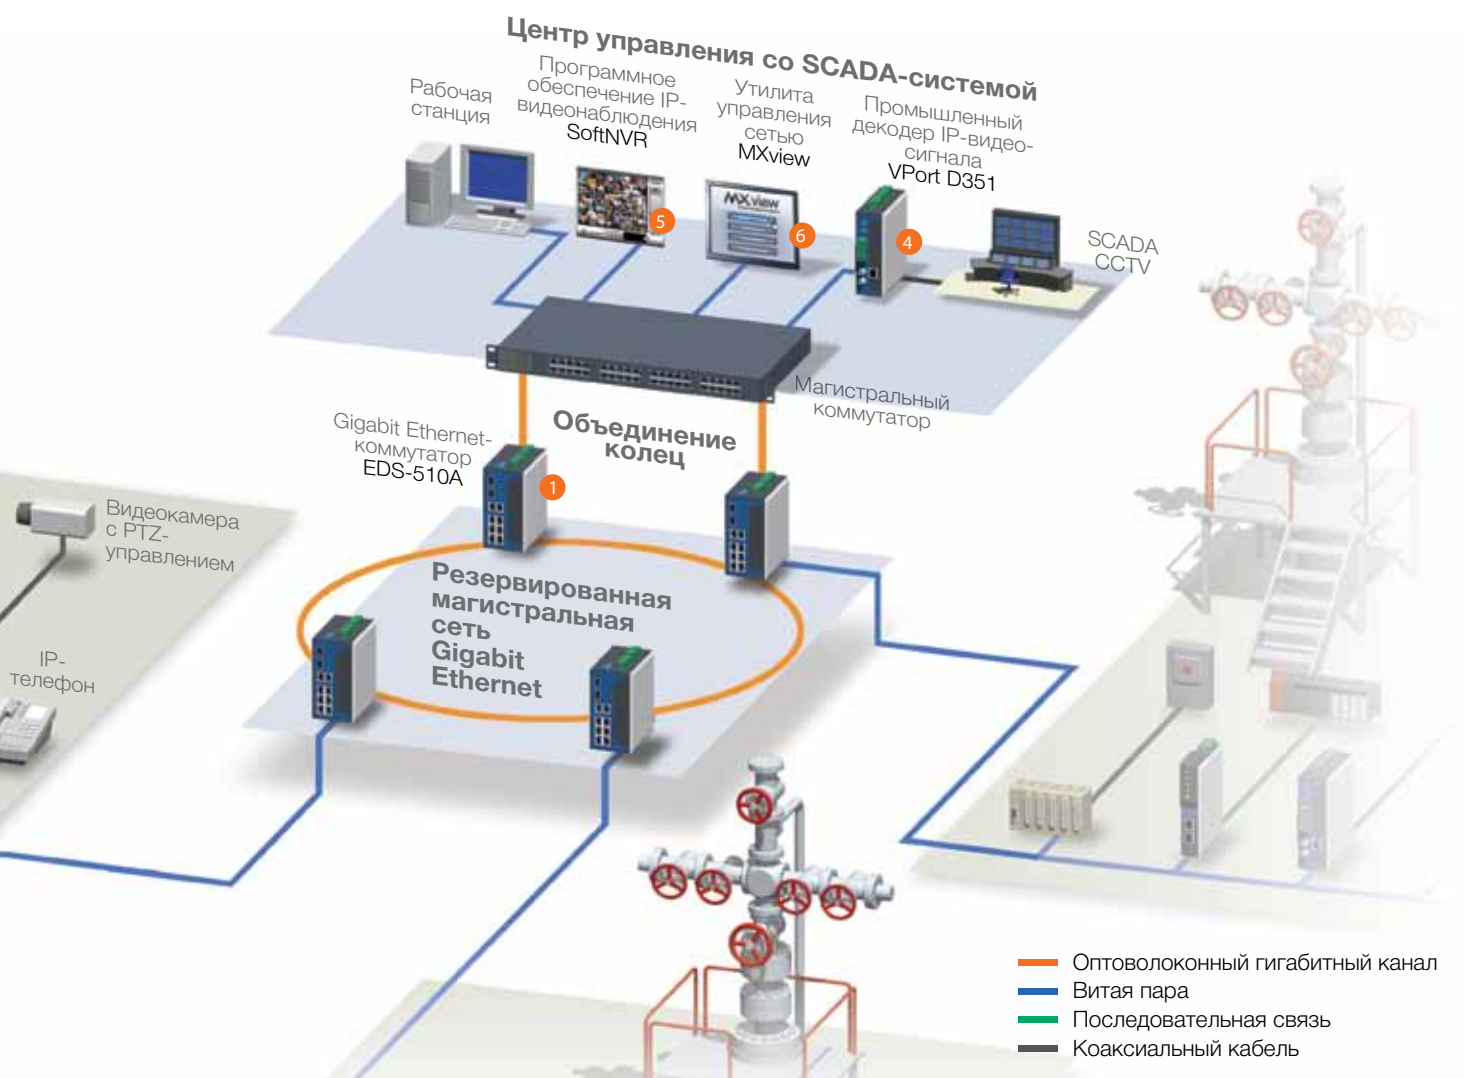 Центр управления со SCADA-системой
Рабочая
станция
Программное
обеспечение IP-
видеонаблюдения
SoftNVR
Утилита
управления
сетью
MXview
Промышленный
декодер IP-видео-
сигнала
VPort D351
MXview
5
6
4
SCADA
CCTV
Магистральный
коммутатор
Gigabit Ethernet-
коммутатор
EDS-510A
1
Объединение
колец
Видеокамера
с PTZ-
управлением
Резервированная
магистральная
сеть
Gigabit
Ethernet
IP-
телефон
Оптоволоконный гигабитный канал
Витая пара
Последовательная связь
Коаксиальный кабель